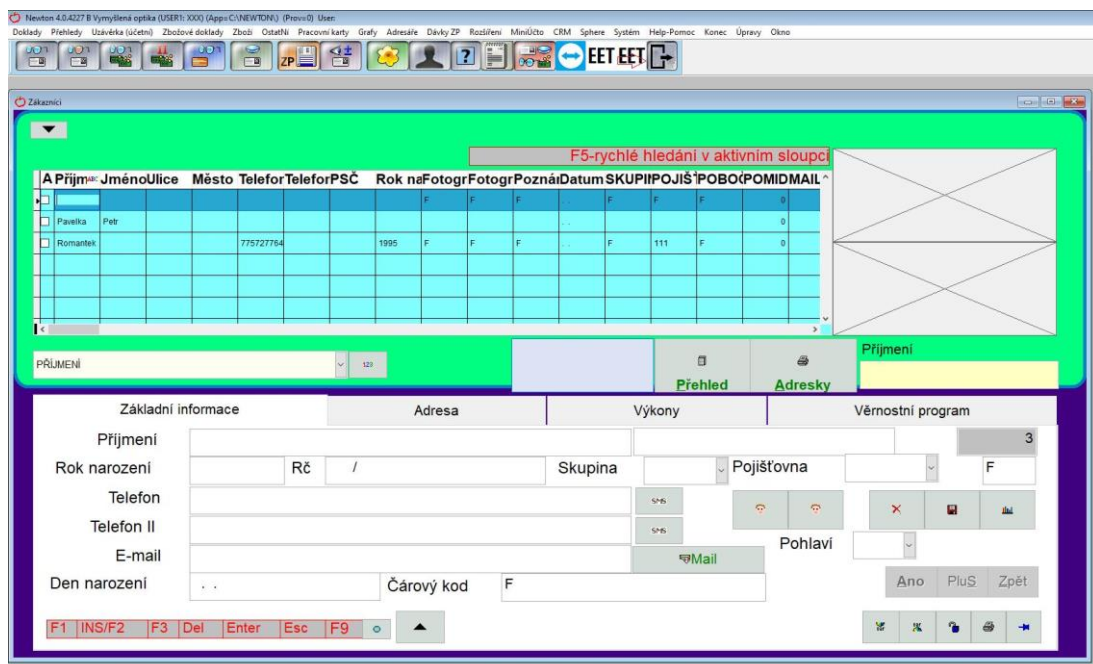 Newton 4.0.4227 B Vymyšlená optika (USER1: XXX) (App=C:\NEWTON\) (Prov=0) User:
Doklady Přehledy Uzávěrka (účetní) Zbožové doklady Zboží OstatNí Pracovní karty Grafy Adresáře Dávky ZP Rozšíření MiniÚčto CRM Sphere Systém Help-Pomoc Konec Úpravy Okno
ZP ? EET EET
Zákazníci
F5-rychlé hledání v aktivním sloupci
A Příjm ABC Jméno Ulice Město Telefor Telefor PSČ Rok na Fotogr Fotogr Pozná Datum SKUPI POJIŠ POBO POMID MAIL
F F F . . F F F 0
Pavelka Petr . . 0
Romantek 775727764 1995 F F F . . F 111 F 0
PŘÍJMENÍ 123 Přehled Adresky Příjmení
Základní informace Adresa Výkony Věrnostní program
Příjmení 3
Rok narození Rč / Skupina Pojišťovna F
Telefon SMS
Telefon II SMS
E-mail Mail Pohlaví
Den narození . . Čárový kod F Ano PluS Zpět
F1 INS/F2 F3 Del Enter Esc F9